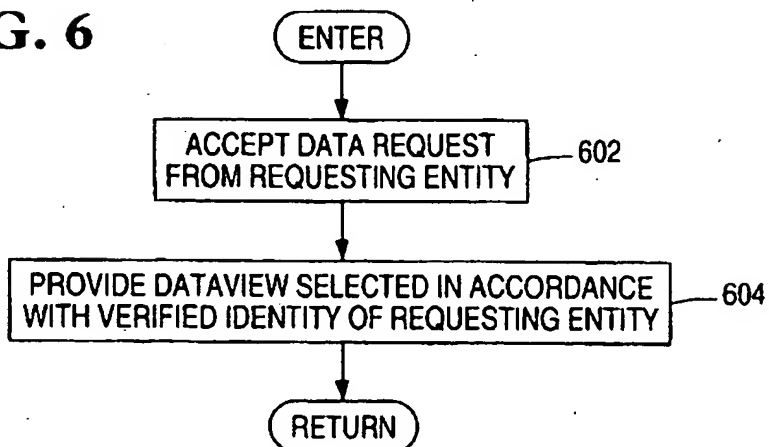 G. 6
ENTER
ACCEPT DATA REQUEST
FROM REQUESTING ENTITY
602
PROVIDE DATAVIEW SELECTED IN ACCORDANCE
WITH VERIFIED IDENTITY OF REQUESTING ENTITY
604
RETURN